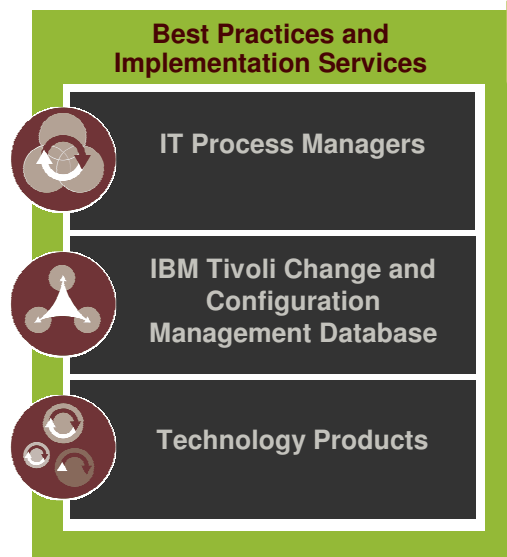 Best Practices and
Implementation Services
IT Process Managers
IBM Tivoli Change and
Configuration
Management Database
Technology Products